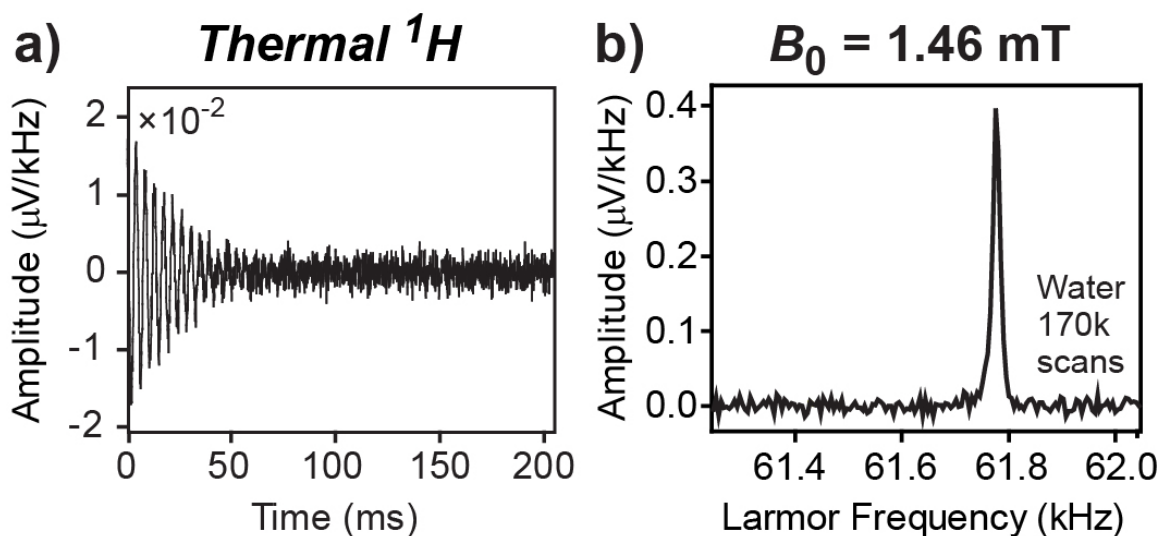 a) Thermal ¹H
Amplitude (μV/kHz)
2
1
0
-1
-2
×10⁻²
0 50 100 150 200
Time (ms)
b) B₀ = 1.46 mT
Amplitude (μV/kHz)
0.4
0.3
0.2
0.1
0.0
Water
170k
scans
61.4 61.6 61.8 62.0
Larmor Frequency (kHz)